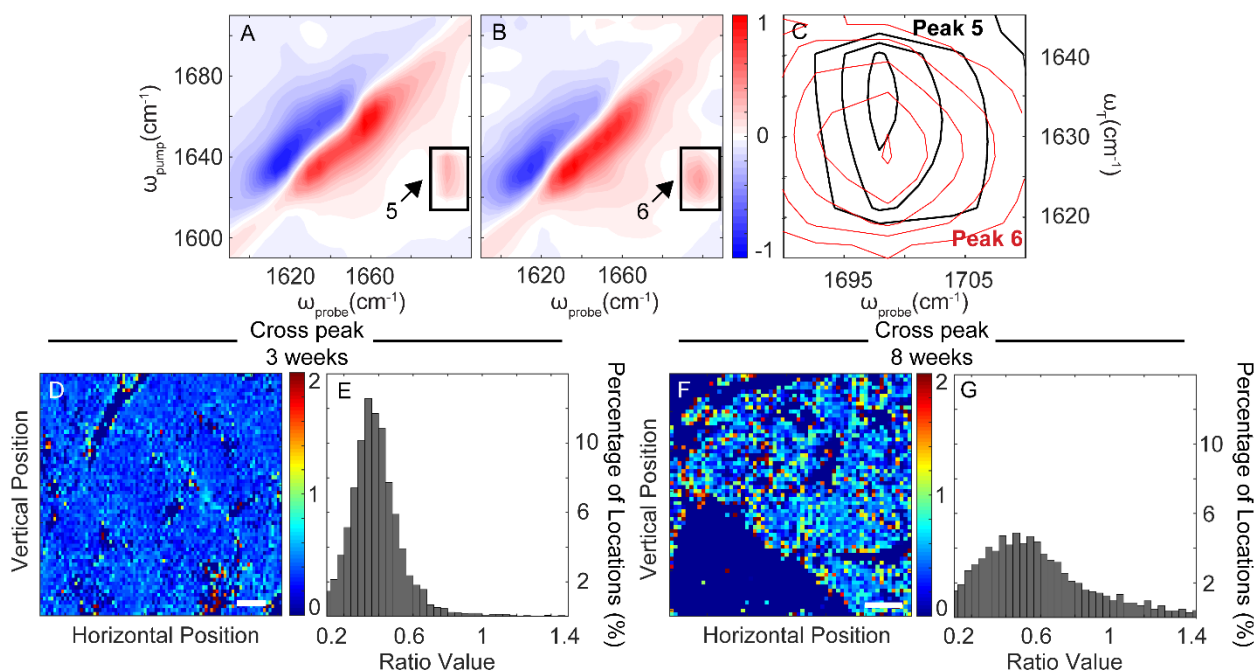 A
B
C
Peak 5
Peak 6
1680
1640
1600
ω_pump(cm⁻¹)
5
6
1
0
-1
1640
1630
1620
ω_T(cm⁻¹)
1620 1660
1620 1660
1695 1705
ω_probe(cm⁻¹)
ω_probe(cm⁻¹)
ω_probe(cm⁻¹)
Cross peak
3 weeks
Cross peak
8 weeks
D
Vertical Position
Horizontal Position
2
1
0
E
10
6
2
Percentage of Locations (%)
0.2 0.6 1 1.4
Ratio Value
F
Vertical Position
Horizontal Position
2
1
0
G
10
6
2
Percentage of Locations (%)
0.2 0.6 1 1.4
Ratio Value